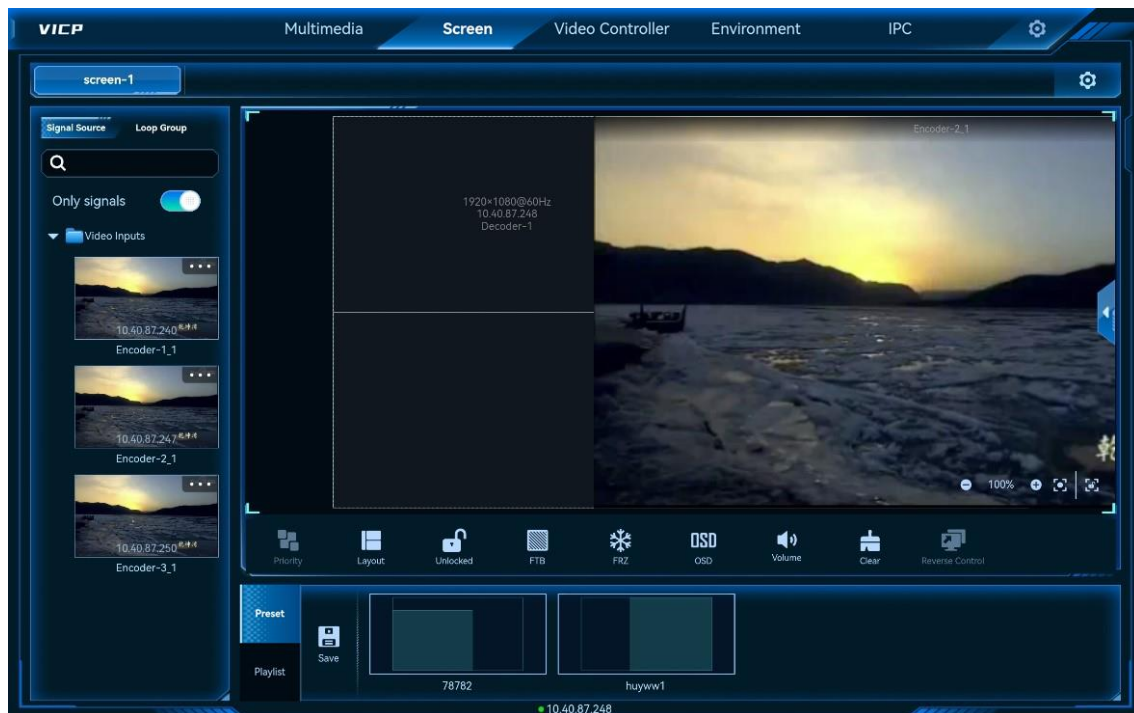 VICP
Multimedia
Screen
Video Controller
Environment
IPC
screen-1
Signal Source
Loop Group
Only signals
Video Inputs
10.40.87.240
Encoder-1_1
10.40.87.247
Encoder-2_1
10.40.87.250
Encoder-3_1
Encoder-2_1
1920×1080@60Hz
10.40.87.248
Decoder-1
100%
Priority
Layout
Unlocked
FTB
FRZ
OSD
OSD
Volume
Clear
Reverse Control
Preset
Playlist
Save
78782
huyww1
10.40.87.248